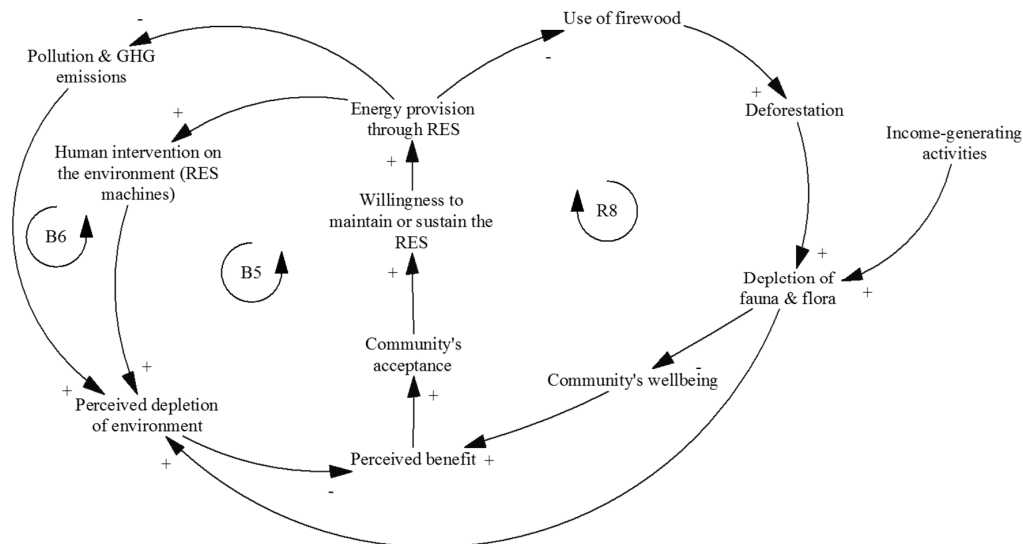 -
Use of firewood
Pollution & GHG
emissions
-
+
Energy provision
through RES
+
Deforestation
Income-generating
activities
Human intervention on
the environment (RES
machines)
+
Willingness to
maintain or sustain the
RES
B6
R8
B5
+
+
Depletion of
fauna & flora
+
Community's
acceptance
+
-
Community's wellbeing
+
+
Perceived depletion
of environment
+
Perceived benefit +
-